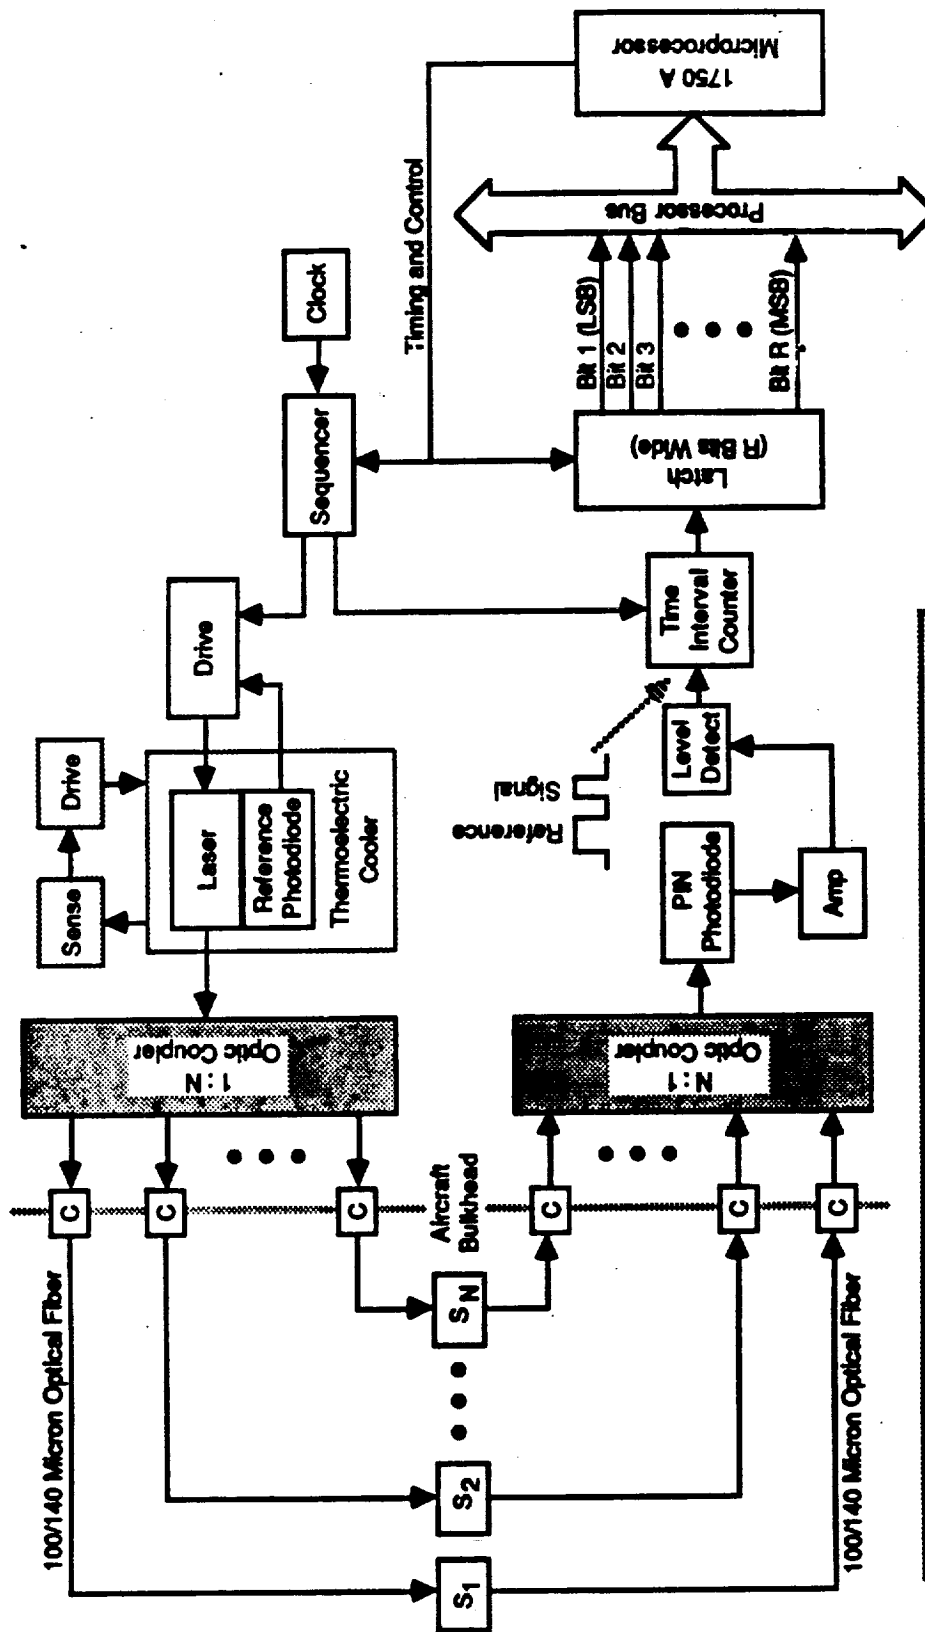 100/140 Micron Optical Fiber
C
C
C
Aircraft
Bulkhead
C
C
C
S1
S2
SN
100/140 Micron Optical Fiber
1 : N
Optic Coupler
N : 1
Optic Coupler
Sense
Drive
Laser
Reference
Photodiode
Thermoelectric
Cooler
Drive
Sequencer
Clock
Timing and Control
PIN
Photodiode
Amp
Reference
Signal
Level
Detect
Time
Interval
Counter
Latch
(R Bits Wide)
Bit 1 (LSB)
Bit 2
Bit 3
Bit R (MSB)
Processor Bus
1750 A
Microprocessor